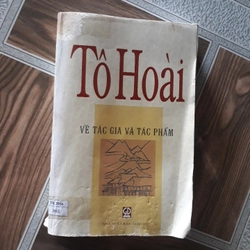 Tô Hoài
VỀ TÁC GIA VÀ TÁC PHẨM